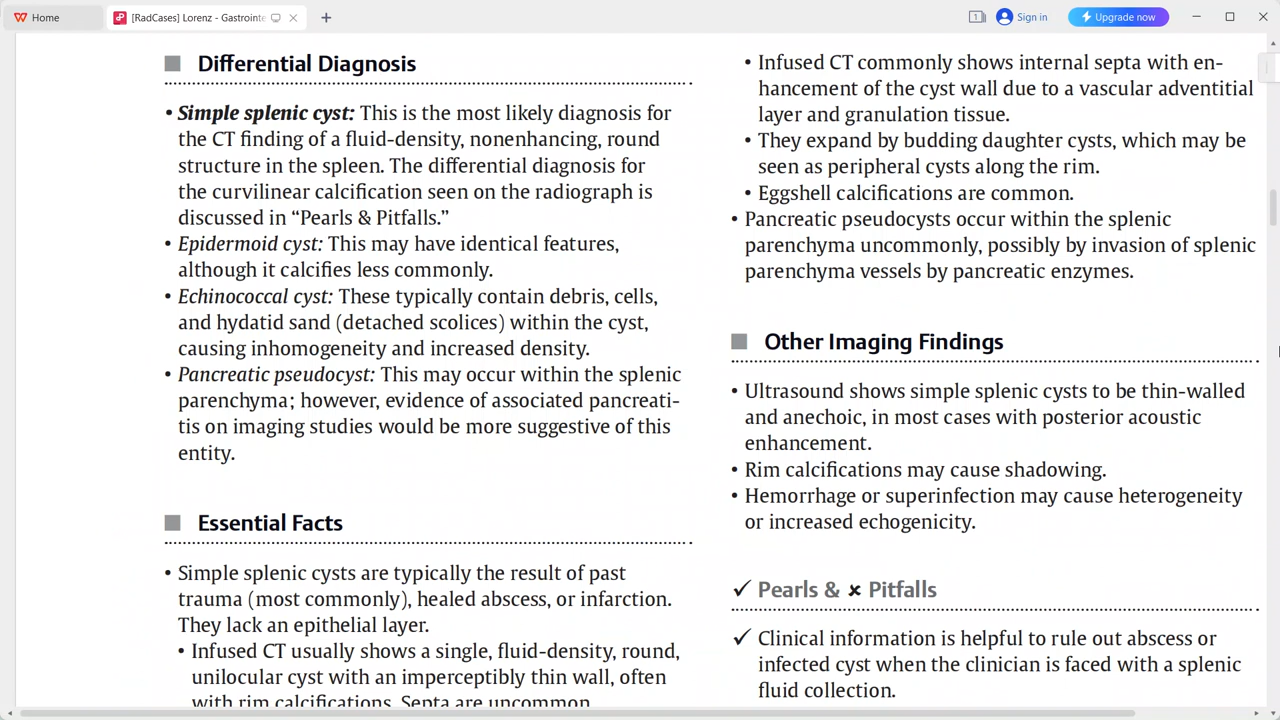 Home
[RadCases] Lorenz - Gastrointe
1
Sign in
Upgrade now
Differential Diagnosis
• Simple splenic cyst: This is the most likely diagnosis for
the CT finding of a fluid-density, nonenhancing, round
structure in the spleen. The differential diagnosis for
the curvilinear calcification seen on the radiograph is
discussed in “Pearls & Pitfalls.”
• Epidermoid cyst: This may have identical features,
although it calcifies less commonly.
• Echinococcal cyst: These typically contain debris, cells,
and hydatid sand (detached scolices) within the cyst,
causing inhomogeneity and increased density.
• Pancreatic pseudocyst: This may occur within the splenic
parenchyma; however, evidence of associated pancreati-
tis on imaging studies would be more suggestive of this
entity.
Essential Facts
• Simple splenic cysts are typically the result of past
trauma (most commonly), healed abscess, or infarction.
They lack an epithelial layer.
• Infused CT usually shows a single, fluid-density, round,
unilocular cyst with an imperceptibly thin wall, often
with rim calcifications. Septa are uncommon.
• Infused CT commonly shows internal septa with en-
hancement of the cyst wall due to a vascular adventitial
layer and granulation tissue.
• They expand by budding daughter cysts, which may be
seen as peripheral cysts along the rim.
• Eggshell calcifications are common.
• Pancreatic pseudocysts occur within the splenic
parenchyma uncommonly, possibly by invasion of splenic
parenchyma vessels by pancreatic enzymes.
Other Imaging Findings
• Ultrasound shows simple splenic cysts to be thin-walled
and anechoic, in most cases with posterior acoustic
enhancement.
• Rim calcifications may cause shadowing.
• Hemorrhage or superinfection may cause heterogeneity
or increased echogenicity.
✓ Pearls & ✗ Pitfalls
✓ Clinical information is helpful to rule out abscess or
infected cyst when the clinician is faced with a splenic
fluid collection.